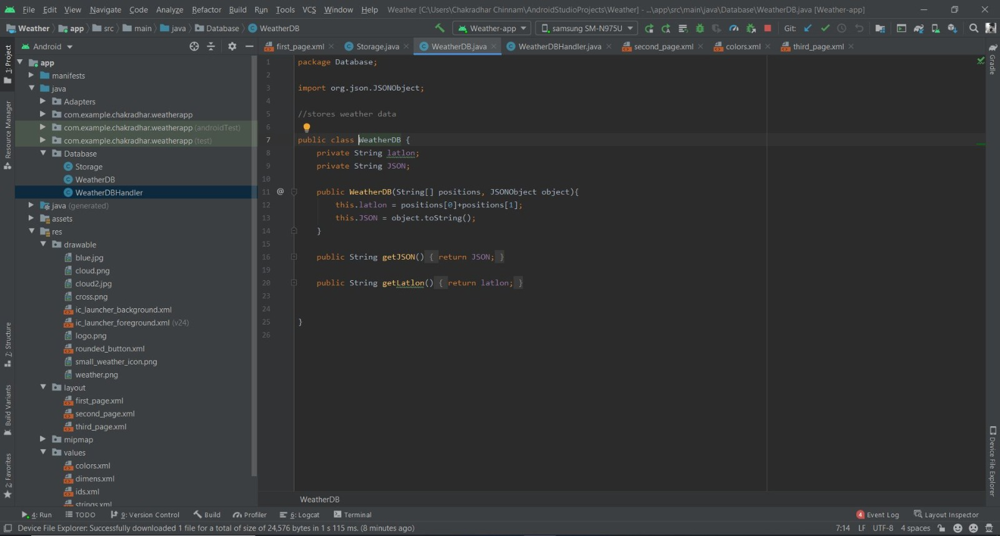 File Edit View Navigate Code Analyze Refactor Build Run Tools VCS Window Help Weather [C:\Users\Chakradhar Chinnam\AndroidStudioProjects\Weather] - ...\app\src\main\java\Database\WeatherDB.java [Weather-app]
Weather app src main java Database WeatherDB Weather-app samsung SM-N975U Git:
Android first_page.xml Storage.java WeatherDB.java WeatherDBHandler.java second_page.xml colors.xml third_page.xml
1: Project
Resource Manager
Z: Structure
Build Variants
2: Favorites
app
manifests
java
Adapters
com.example.chakradhar.weatherapp
com.example.chakradhar.weatherapp (androidTest)
com.example.chakradhar.weatherapp (test)
Database
Storage
WeatherDB
WeatherDBHandler
java (generated)
assets
res
drawable
blue.jpg
cloud.png
cloud2.jpg
cross.png
ic_launcher_background.xml
ic_launcher_foreground.xml (v24)
logo.png
rounded_button.xml
small_weather_icon.png
weather.png
layout
first_page.xml
second_page.xml
third_page.xml
mipmap
values
colors.xml
dimens.xml
ids.xml
strings.xml
1 package Database;
2
3 import org.json.JSONObject;
4
5 //stores weather data
6
7 public class WeatherDB {
8 private String latlon;
9 private String JSON;
10
11 @ public WeatherDB(String[] positions, JSONObject object){
12 this.latlon = positions[0]+positions[1];
13 this.JSON = object.toString();
14 }
15
16 public String getJSON() { return JSON; }
19
20 public String getLatlon() { return latlon; }
23
24
25 }
26
WeatherDB
Gradle
Device File Explorer
4: Run TODO 9: Version Control Build Profiler 6: Logcat Terminal 4 Event Log Layout Inspector
Device File Explorer: Successfully downloaded 1 file for a total of size of 24,576 bytes in 1 s 115 ms. (8 minutes ago) 7:14 LF UTF-8 4 spaces